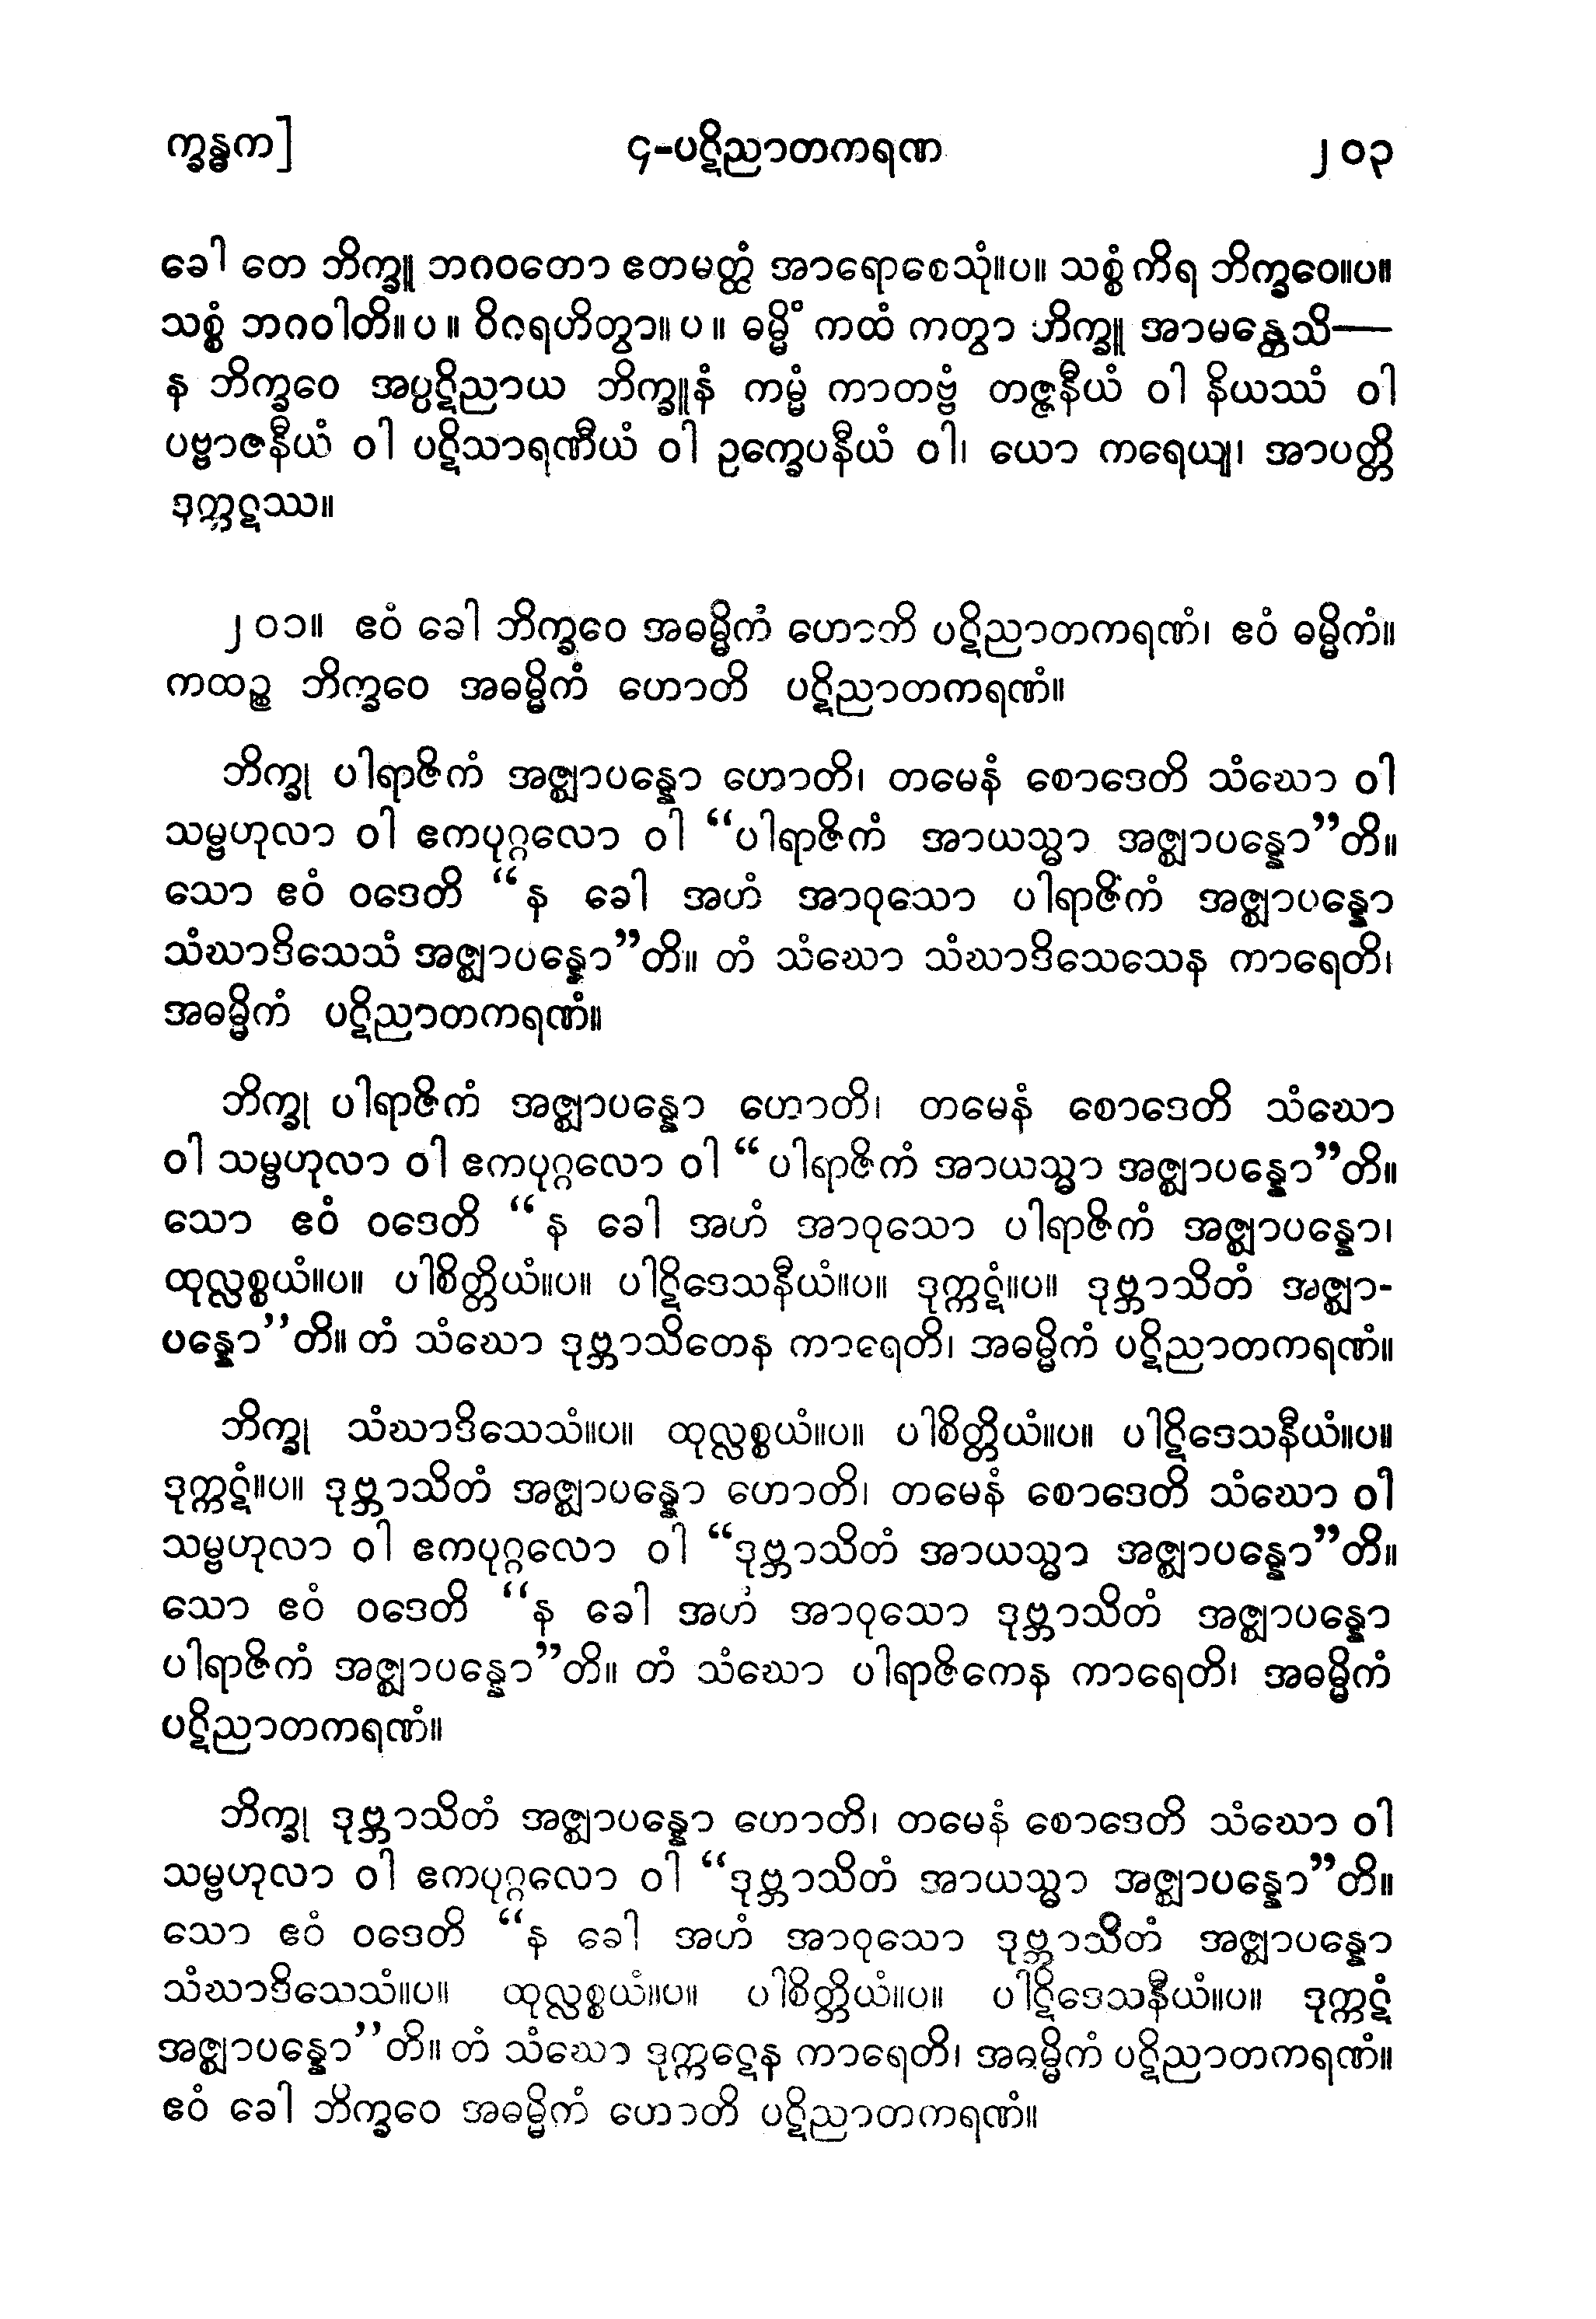 က္ခန္ဓက]
၄-ပဋိညာတကရဏ
၂၀၃
ခေါ တေ ဘိက္ခူ ဘဂဝတော ဧတမတ္ထံ အာရောစေသုံ။ပ။ သစ္စံ ကိရ ဘိက္ခဝေ။ပ။
သစ္စံ ဘဂဝါတိ။ ပ ။ ဝိဂရဟိတွာ။ ပ ။ ဓမ္မိံ ကထံ ကတွာ ဘိက္ခူ အာမန္တေသိ—
န ဘိက္ခဝေ အပ္ပဋိညာယ ဘိက္ခူနံ ကမ္မံ ကာတဗ္ဗံ တဇ္ဇနီယံ ဝါ နိယဿံ ဝါ
ပဗ္ဗာဇနီယံ ဝါ ပဋိသာရဏီယံ ဝါ ဥက္ခေပနီယံ ဝါ၊ ယော ကရေယျ၊ အာပတ္တိ
ဒုက္ကဋဿ။
၂၀၁။ ဧဝံ ခေါ ဘိက္ခဝေ အဓမ္မိကံ ဟောတိ ပဋိညာတကရဏံ၊ ဧဝံ ဓမ္မိကံ။
ကထဉ္စ ဘိက္ခဝေ အဓမ္မိကံ ဟောတိ ပဋိညာတကရဏံ။
ဘိက္ခု ပါရာဇိကံ အဇ္ဈာပန္နော ဟောတိ၊ တမေနံ စောဒေတိ သံဃော ဝါ
သမ္ဗဟုလာ ဝါ ဧကပုဂ္ဂလော ဝါ “ပါရာဇိကံ အာယသ္မာ အဇ္ဈာပန္နော”တိ။
သော ဧဝံ ဝဒေတိ “န ခေါ အဟံ အာဝုသော ပါရာဇိကံ အဇ္ဈာပန္နော
သံဃာဒိသေသံ အဇ္ဈာပန္နော”တိ။ တံ သံဃော သံဃာဒိသေသေန ကာရေတိ၊
အဓမ္မိကံ ပဋိညာတကရဏံ။
ဘိက္ခု ပါရာဇိကံ အဇ္ဈာပန္နော ဟောတိ၊ တမေနံ စောဒေတိ သံဃော
ဝါ သမ္ဗဟုလာ ဝါ ဧကပုဂ္ဂလော ဝါ “ပါရာဇိကံ အာယသ္မာ အဇ္ဈာပန္နော”တိ။
သော ဧဝံ ဝဒေတိ “န ခေါ အဟံ အာဝုသော ပါရာဇိကံ အဇ္ဈာပန္နော၊
ထုလ္လစ္စယံ။ပ။ ပါစိတ္တိယံ။ပ။ ပါဋိဒေသနီယံ။ပ။ ဒုက္ကဋံ။ပ။ ဒုဗ္ဘာသိတံ အဇ္ဈာ-
ပန္နော”တိ။ တံ သံဃော ဒုဗ္ဘာသိတေန ကာရေတိ၊ အဓမ္မိကံ ပဋိညာတကရဏံ။
ဘိက္ခု သံဃာဒိသေသံ။ပ။ ထုလ္လစ္စယံ။ပ။ ပါစိတ္တိယံ။ပ။ ပါဋိဒေသနီယံ။ပ။
ဒုက္ကဋံ။ပ။ ဒုဗ္ဘာသိတံ အဇ္ဈာပန္နော ဟောတိ၊ တမေနံ စောဒေတိ သံဃော ဝါ
သမ္ဗဟုလာ ဝါ ဧကပုဂ္ဂလော ဝါ “ဒုဗ္ဘာသိတံ အာယသ္မာ အဇ္ဈာပန္နော”တိ။
သော ဧဝံ ဝဒေတိ “န ခေါ အဟံ အာဝုသော ဒုဗ္ဘာသိတံ အဇ္ဈာပန္နော
ပါရာဇိကံ အဇ္ဈာပန္နော”တိ။ တံ သံဃော ပါရာဇိကေန ကာရေတိ၊ အဓမ္မိကံ
ပဋိညာတကရဏံ။
ဘိက္ခု ဒုဗ္ဘာသိတံ အဇ္ဈာပန္နော ဟောတိ၊ တမေနံ စောဒေတိ သံဃော ဝါ
သမ္ဗဟုလာ ဝါ ဧကပုဂ္ဂလော ဝါ “ဒုဗ္ဘာသိတံ အာယသ္မာ အဇ္ဈာပန္နော”တိ။
သော ဧဝံ ဝဒေတိ “န ခေါ အဟံ အာဝုသော ဒုဗ္ဘာသိတံ အဇ္ဈာပန္နော
သံဃာဒိသေသံ။ပ။ ထုလ္လစ္စယံ။ပ။ ပါစိတ္တိယံ။ပ။ ပါဋိဒေသနီယံ။ပ။ ဒုက္ကဋံ
အဇ္ဈာပန္နော”တိ။ တံ သံဃော ဒုက္ကဋေန ကာရေတိ၊ အဓမ္မိကံ ပဋိညာတကရဏံ။
ဧဝံ ခေါ ဘိက္ခဝေ အဓမ္မိကံ ဟောတိ ပဋိညာတကရဏံ။